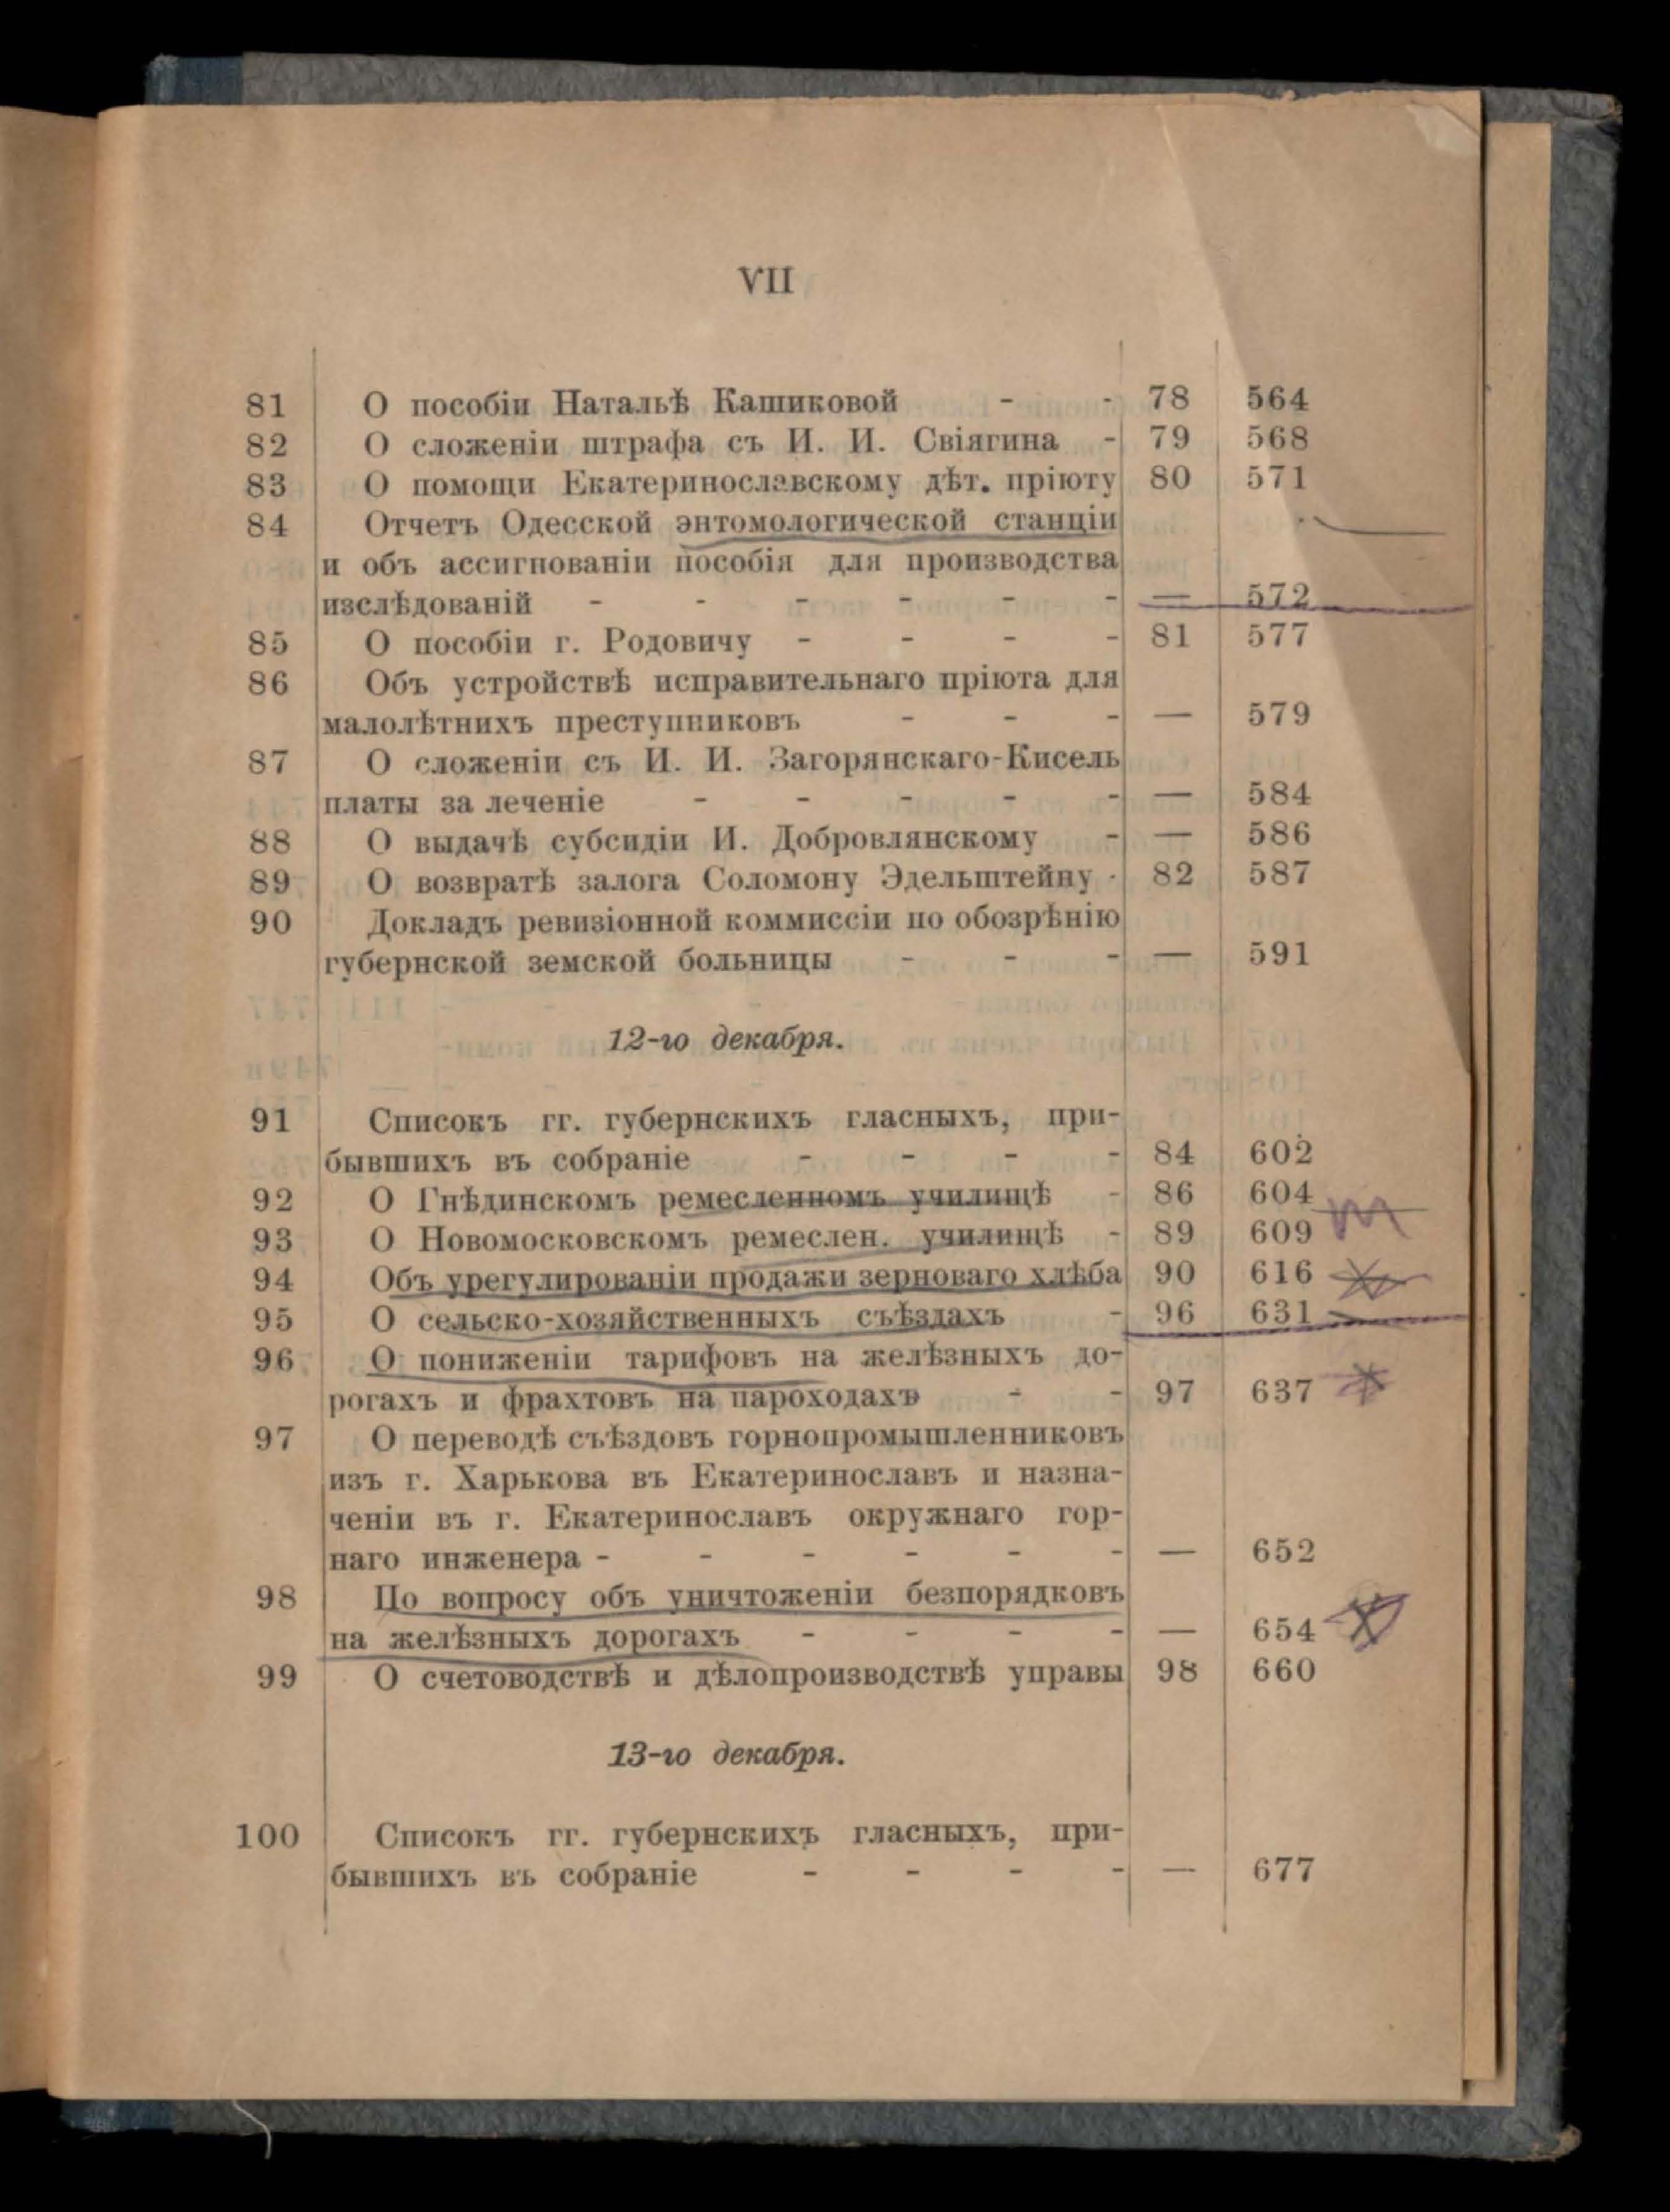 VII
81 О пособіи Натальѣ Кашиковой - - 78 564
82 О сложеніи штрафа съ И. И. Свіягина - 79 568
83 О помощи Екатеринославскому дѣт. пріюту 80 571
84 Отчетъ Одесской энтомологической станціи
и объ ассигнованіи пособія для производства
изслѣдованій - - - - - - — 572
85 О пособіи г. Родовичу - - - - 81 577
86 Объ устройствѣ исправительнаго пріюта для
малолѣтнихъ преступниковъ - - - — 579
87 О сложеніи съ И. И. Загорянскаго-Кисель
платы за леченіе - - - - - — 584
88 О выдачѣ субсидіи И. Добровлянскому - — 586
89 О возвратѣ залога Соломону Эдельштейну - 82 587
90 Докладъ ревизіонной коммиссіи по обозрѣнію
губернской земской больницы - - - — 591
12-го декабря.
91 Списокъ гг. губернскихъ гласныхъ, при-
бывшихъ въ собраніе - - - - 84 602
92 О Гнѣдинскомъ ремесленномъ училищѣ - 86 604
93 О Новомосковскомъ ремеслен. училищѣ - 89 609
94 Объ урегулированіи продажи зерноваго хлѣба 90 616
95 О сельско-хозяйственныхъ съѣздахъ - 96 631
96 О пониженіи тарифовъ на желѣзныхъ до-
рогахъ и фрахтовъ на пароходахъ - - 97 637
97 О переводѣ съѣздовъ горнопромышленниковъ
изъ г. Харькова въ Екатеринославъ и назна-
ченіи въ г. Екатеринославъ окружнаго гор-
наго инженера - - - - - - — 652
98 По вопросу объ уничтоженіи безпорядковъ
на желѣзныхъ дорогахъ - - - - — 654
99 О счетоводствѣ и дѣлопроизводствѣ управы 98 660
13-го декабря.
100 Списокъ гг. губернскихъ гласныхъ, при-
бывшихъ въ собраніе - - - - — 677